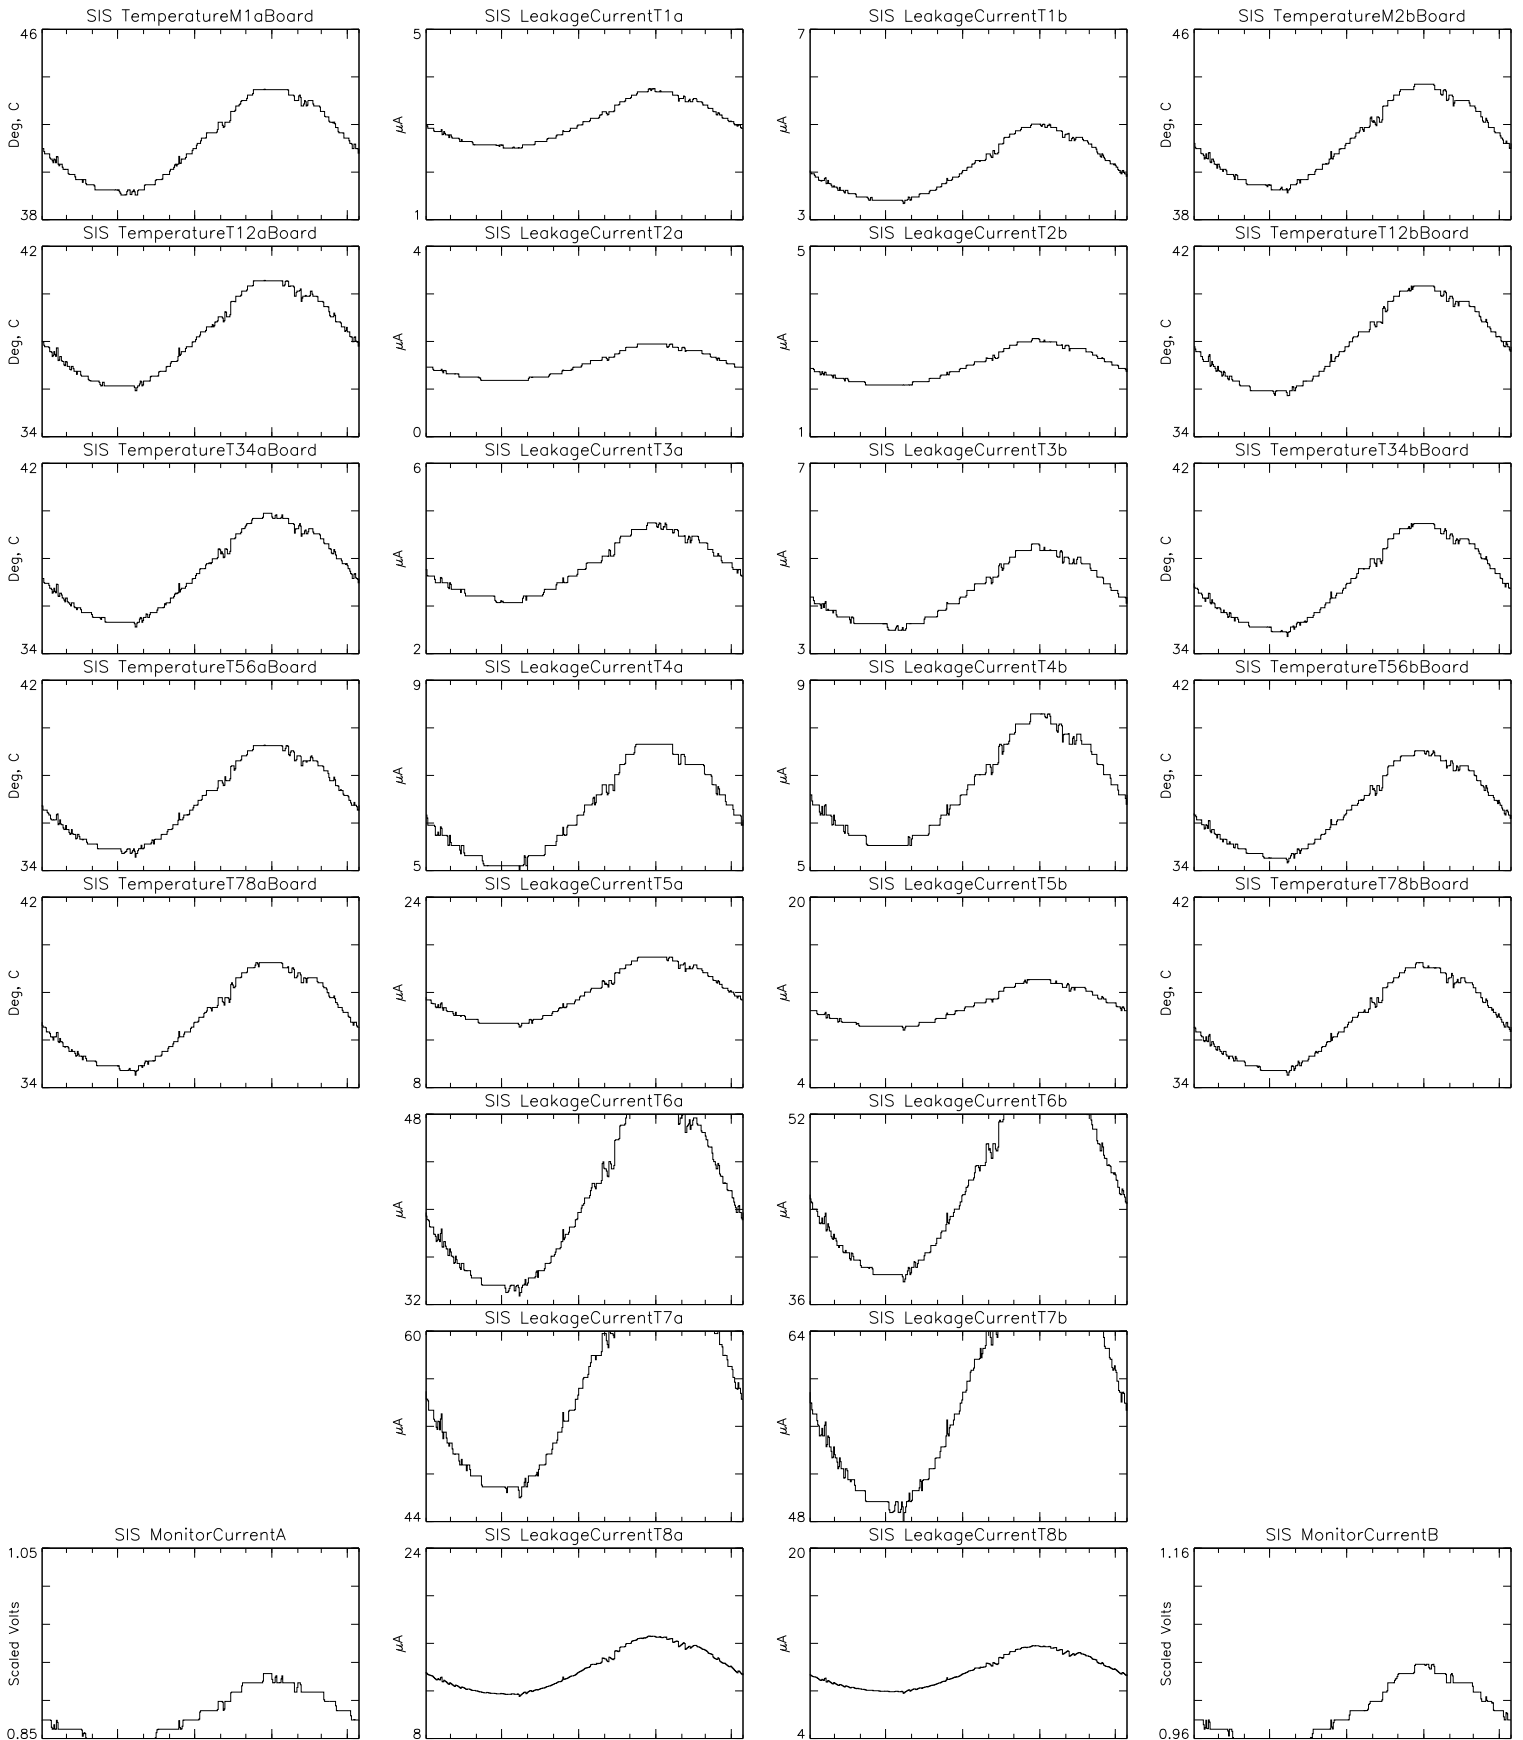 SIS TemperatureM1aBoard SIS LeakageCurrentT1a SIS LeakageCurrentT1b SIS TemperatureM2bBoard
46 5 7 46
Deg, C μA μA Deg, C
38 1 3 38
SIS TemperatureT12aBoard SIS LeakageCurrentT2a SIS LeakageCurrentT2b SIS TemperatureT12bBoard
42 4 5 42
Deg, C μA μA Deg, C
34 0 1 34
SIS TemperatureT34aBoard SIS LeakageCurrentT3a SIS LeakageCurrentT3b SIS TemperatureT34bBoard
42 6 7 42
Deg, C μA μA Deg, C
34 2 3 34
SIS TemperatureT56aBoard SIS LeakageCurrentT4a SIS LeakageCurrentT4b SIS TemperatureT56bBoard
42 9 9 42
Deg, C μA μA Deg, C
34 5 5 34
SIS TemperatureT78aBoard SIS LeakageCurrentT5a SIS LeakageCurrentT5b SIS TemperatureT78bBoard
42 24 20 42
Deg, C μA μA Deg, C
34 8 4 34
SIS LeakageCurrentT6a SIS LeakageCurrentT6b
48 52
μA μA
32 36
SIS LeakageCurrentT7a SIS LeakageCurrentT7b
60 64
μA μA
44 48
SIS MonitorCurrentA SIS LeakageCurrentT8a SIS LeakageCurrentT8b SIS MonitorCurrentB
1.05 24 20 1.16
Scaled Volts μA μA Scaled Volts
0.85 8 4 0.96